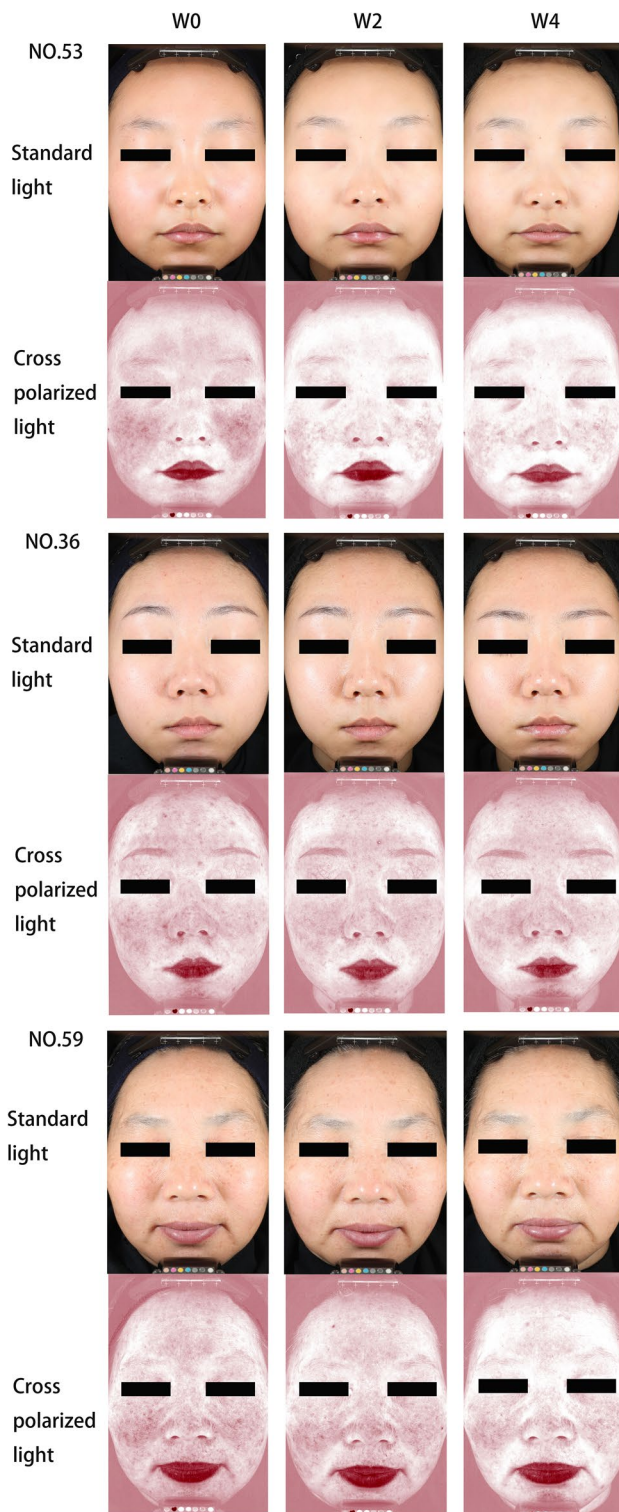 W0 W2 W4
NO.53
Standard
light
Cross
polarized
light
NO.36
Standard
light
Cross
polarized
light
NO.59
Standard
light
Cross
polarized
light